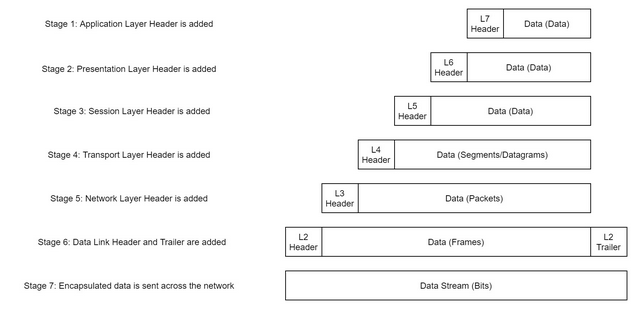 Stage 1: Application Layer Header is added
L7
Header
Data (Data)
Stage 2: Presentation Layer Header is added
L6
Header
Data (Data)
Stage 3: Session Layer Header is added
L5
Header
Data (Data)
Stage 4: Transport Layer Header is added
L4
Header
Data (Segments/Datagrams)
Stage 5: Network Layer Header is added
L3
Header
Data (Packets)
Stage 6: Data Link Header and Trailer are added
L2
Header
Data (Frames)
L2
Trailer
Stage 7: Encapsulated data is sent across the network
Data Stream (Bits)